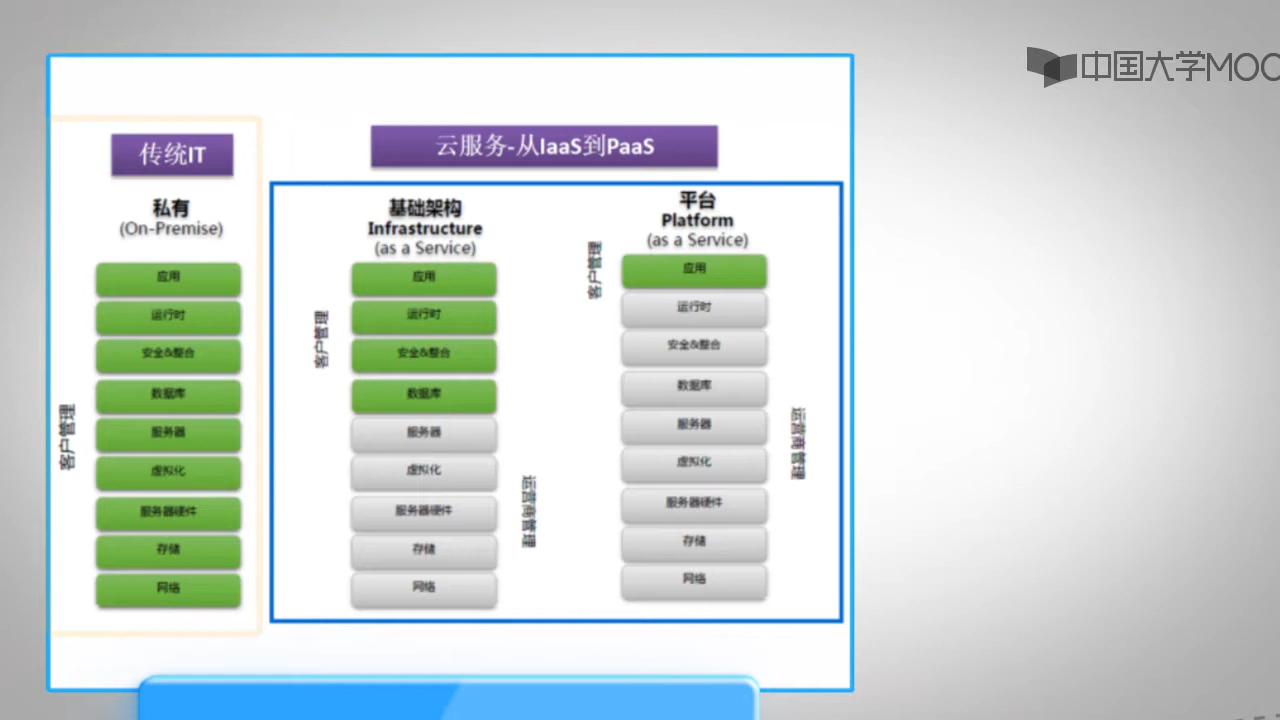 中国大学MOO
传统IT
私有
(On-Premise)
客户管理
应用
运行时
安全&整合
数据库
服务器
虚拟化
服务器硬件
存储
网络
云服务-从IaaS到PaaS
基础架构
Infrastructure
(as a Service)
客户管理
应用
运行时
安全&整合
数据库
服务器
虚拟化
服务器硬件
存储
网络
运营商管理
平台
Platform
(as a Service)
客户管理
应用
运行时
安全&整合
数据库
服务器
虚拟化
服务器硬件
存储
网络
运营商管理